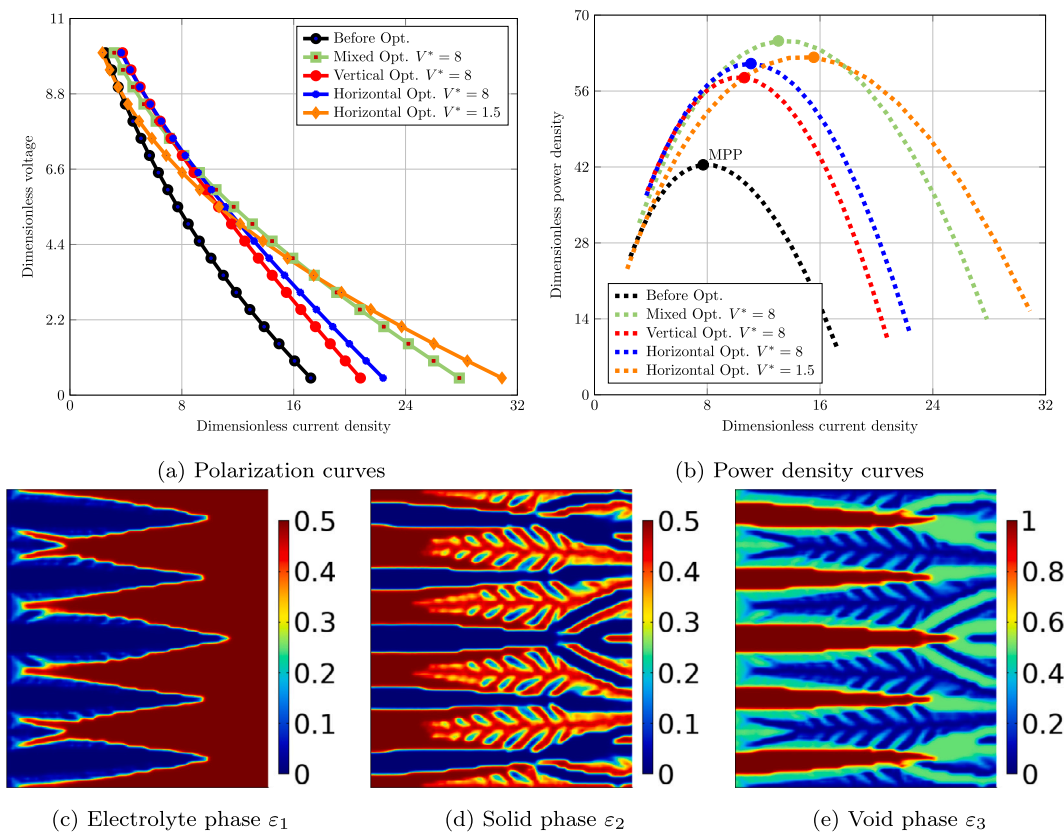 11
8.8
6.6
4.4
2.2
0
0
8
16
24
32
Dimensionless voltage
Dimensionless current density
Before Opt.
Mixed Opt. V* = 8
Vertical Opt. V* = 8
Horizontal Opt. V* = 8
Horizontal Opt. V* = 1.5
(a) Polarization curves
70
56
42
28
14
0
0
8
16
24
32
Dimensionless power density
Dimensionless current density
MPP
Before Opt.
Mixed Opt. V* = 8
Vertical Opt. V* = 8
Horizontal Opt. V* = 8
Horizontal Opt. V* = 1.5
(b) Power density curves
0.5
0.4
0.3
0.2
0.1
0
(c) Electrolyte phase ε₁
0.5
0.4
0.3
0.2
0.1
0
(d) Solid phase ε₂
1
0.8
0.6
0.4
0.2
0
(e) Void phase ε₃